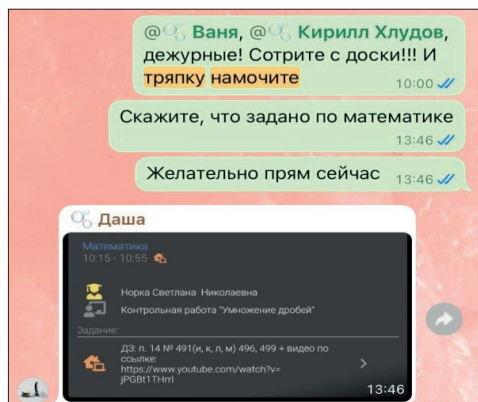 @ Ваня, @ Кирилл Хлудов,
дежурные! Сотрите с доски!!! И
тряпку намочите
10:00
Скажите, что задано по математике
13:46
Желательно прям сейчас 13:46
Даша
Математика
10:15 - 10:55
Норка Светлана Николаевна
Контрольная работа "Умножение дробей"
Задание:
ДЗ: п. 14 № 491(и, к, л, м) 496, 499 + видео по
ссылке:
https://www.youtube.com/watch?v=
jPGBt1THrrI
13:46